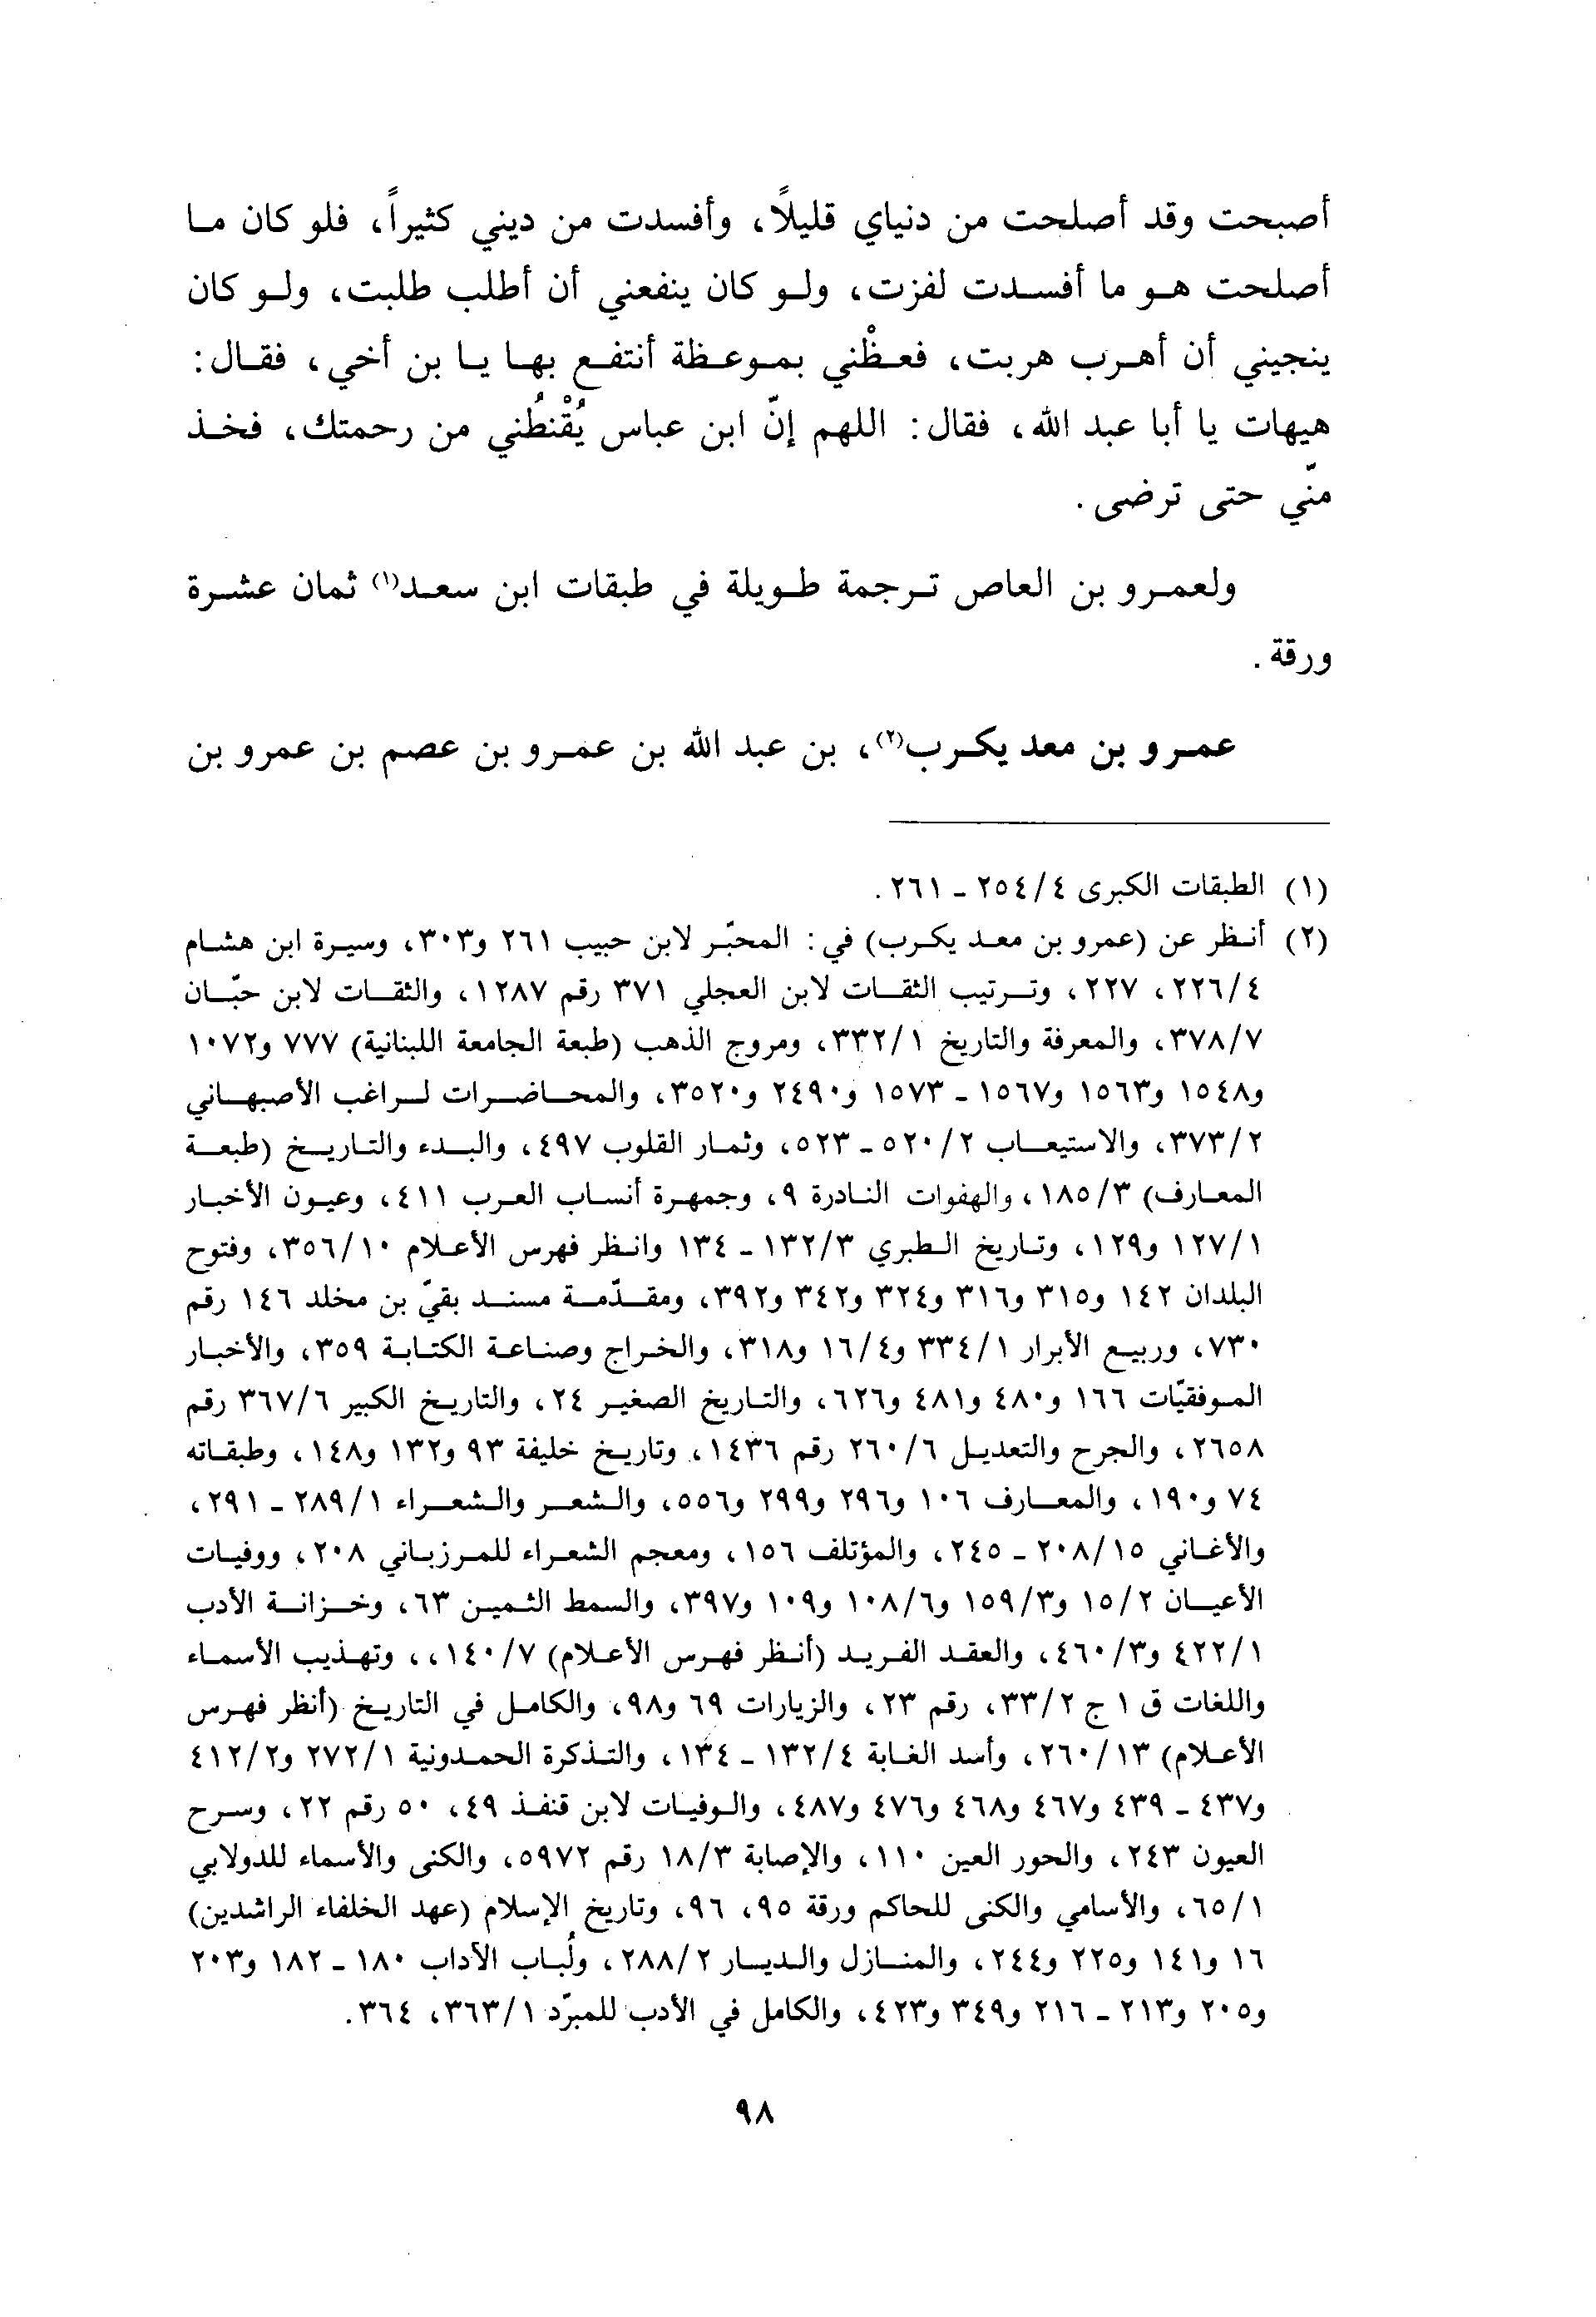 أصبحت وقد أصلحت من دنياي قليلاً، وأفسدت من ديني كثيراً، فلو كان ما
أصلحت هو ما أفسدت لفزت، ولو كان ينفعني أن أطلب طلبت، ولو كان
ينجيني أن أهرب هربت، فعظْني بموعظة أنتفع بها يا بن أخي، فقال:
هيهات يا أبا عبد الله، فقال: اللهم إنّ ابن عباس يُقْنطُني من رحمتك، فخذ
منّي حتى ترضى.
ولعمرو بن العاص ترجمة طويلة في طبقات ابن سعد(١) ثمان عشرة
ورقة.
عمرو بن معد يكرب(٢)، بن عبد الله بن عمرو بن عصم بن عمرو بن
(١) الطبقات الكبرى ٢٥٤/٤ - ٢٦١.
(٢) أنظر عن (عمرو بن معد يكرب) في: المحبّر لابن حبيب ٢٦١ و٣٠٣، وسيرة ابن هشام
٢٢٦/٤، ٢٢٧، وترتيب الثقات لابن العجلي ٣٧١ رقم ١٢٨٧، والثقات لابن حبّان
٣٧٨/٧، والمعرفة والتاريخ ٣٣٢/١، ومروج الذهب (طبعة الجامعة اللبنانية) ٧٧٧ و١٠٧٢
و١٥٤٨ و١٥٦٣ و١٥٦٧ - ١٥٧٣ و٢٤٩٠ و٣٥٢٠، والمحاضرات لراغب الأصبهاني
٣٧٣/٢، والاستيعاب ٥٢٠/٢ - ٥٢٣، وثمار القلوب ٤٩٧، والبدء والتاريخ (طبعة
المعارف) ١٨٥/٣، والهفوات النادرة ٩، وجمهرة أنساب العرب ٤١١، وعيون الأخبار
١٢٧/١ و١٢٩، وتاريخ الطبري ١٣٢/٣ - ١٣٤ وانظر فهرس الأعلام ٣٥٦/١٠، وفتوح
البلدان ١٤٢ و٣١٥ و٣١٦ و٣٢٤ و٣٤٢ و٣٩٢، ومقدّمة مسند بقيّ بن مخلد ١٤٦ رقم
٧٣٠، وربيع الأبرار ٣٣٤/١ و١٦/٤ و٣١٨، والخراج وصناعة الكتابة ٣٥٩، والأخبار
الموفقيّات ١٦٦ و٤٨٠ و٤٨١ و٦٢٦، والتاريخ الصغير ٢٤، والتاريخ الكبير ٣٦٧/٦ رقم
٢٦٥٨، والجرح والتعديل ٢٦٠/٦ رقم ١٤٣٦، وتاريخ خليفة ٩٣ و١٣٢ و١٤٨، وطبقاته
٧٤ و١٩٠، والمعارف ١٠٦ و٢٩٦ و٢٩٩ و٥٥٦، والشعر والشعراء ٢٨٩/١ - ٢٩١،
والأغاني ٢٠٨/١٥ - ٢٤٥، والمؤتلف ١٥٦، ومعجم الشعراء للمرزباني ٢٠٨، ووفيات
الأعيان ١٥/٢ و١٥٩/٣ و١٠٨/٦ و١٠٩ و٣٩٧، والسمط الثمين ٦٣، وخزانة الأدب
٤٢٢/١ و٤٦٠/٣، والعقد الفريد (أنظر فهرس الأعلام) ١٤٠/٧،، وتهذيب الأسماء
واللغات ق ١ ج ٣٣/٢، رقم ٢٣، والزيارات ٦٩ و٩٨، والكامل في التاريخ (أنظر فهرس
الأعلام) ٢٦٠/١٣، وأسد الغابة ١٣٢/٤ - ١٣٤، والتذكرة الحمدونية ٢٧٢/١ و٤١٢/٢
و٤٣٧ - ٤٣٩ و٤٦٧ و٤٦٨ و٤٧٦ و٤٨٧، والوفيات لابن قنفذ ٤٩، ٥٠ رقم ٢٢، وسرح
العيون ٢٤٣، والحور العين ١١٠، والإصابة ١٨/٣ رقم ٥٩٧٢، والكنى والأسماء للدولابي
٦٥/١، والأسامي والكنى للحاكم ورقة ٩٥، ٩٦، وتاريخ الإسلام (عهد الخلفاء الراشدين)
١٦ و١٤١ و٢٢٥ و٢٤٤، والمنازل والديار ٢٨٨/٢، ولُباب الآداب ١٨٠ - ١٨٢ و٢٠٣
و٢٠٥ و٢١٣ - ٢١٦ و٣٤٩ و٤٢٣، والكامل في الأدب للمبرّد ٣٦٣/١، ٣٦٤.
٩٨